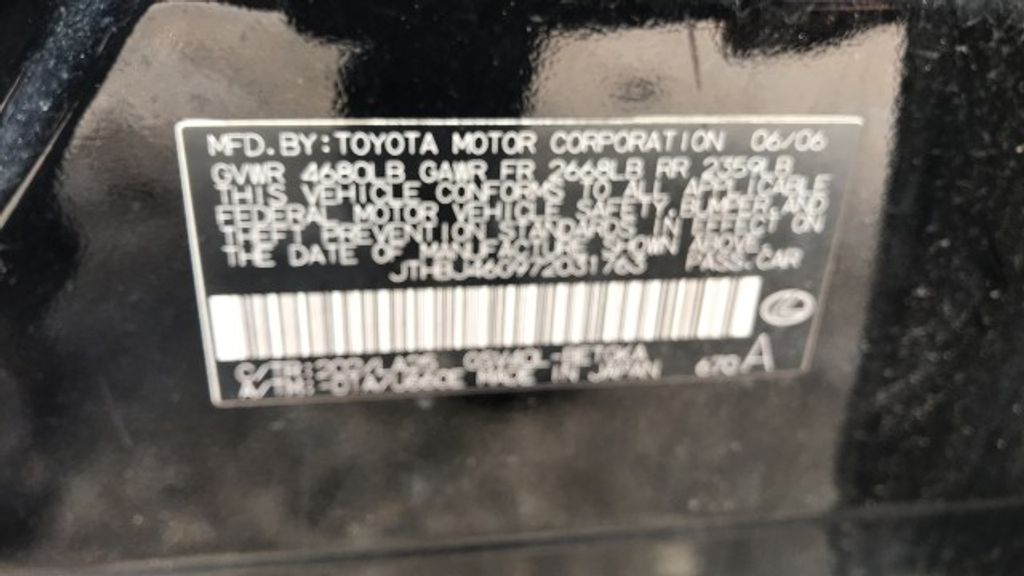 MFD.BY:TOYOTA MOTOR CORPORATION 06/06
GVWR 4680LB GAWR FR 2668LB RR 2359LB
THIS VEHICLE CONFORMS TO ALL APPLICABLE
FEDERAL MOTOR VEHICLE SAFETY,BUMPER,AND
THEFT PREVENTION STANDARDS IN EFFECT ON
THE DATE OF MANUFACTURE SHOWN ABOVE.
PASS-CAR
C/TR:
A/TM: MADE IN JAPAN A